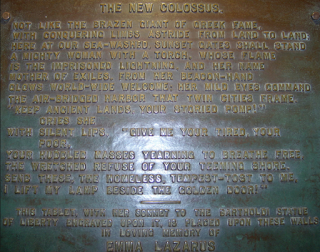 THE NEW COLOSSUS.
NOT LIKE THE BRAZEN GIANT OF GREEK FAME,
WITH CONQUERING LIMBS ASTRIDE FROM LAND TO LAND;
HERE AT OUR SEA-WASHED, SUNSET GATES SHALL STAND
A MIGHTY WOMAN WITH A TORCH, WHOSE FLAME
IS THE IMPRISONED LIGHTNING, AND HER NAME
MOTHER OF EXILES. FROM HER BEACON-HAND
GLOWS WORLD-WIDE WELCOME; HER MILD EYES COMMAND
THE AIR-BRIDGED HARBOR THAT TWIN CITIES FRAME.
"KEEP ANCIENT LANDS, YOUR STORIED POMP!"
CRIES SHE
WITH SILENT LIPS. "GIVE ME YOUR TIRED, YOUR
POOR,
YOUR HUDDLED MASSES YEARNING TO BREATHE FREE,
THE WRETCHED REFUSE OF YOUR TEEMING SHORE.
SEND THESE, THE HOMELESS, TEMPEST-TOST TO ME,
I LIFT MY LAMP BESIDE THE GOLDEN DOOR!"
THIS TABLET, WITH HER SONNET TO THE BARTHOLDI STATUE
OF LIBERTY ENGRAVED UPON IT, IS PLACED UPON THESE WALLS
IN LOVING MEMORY OF
EMMA LAZARUS